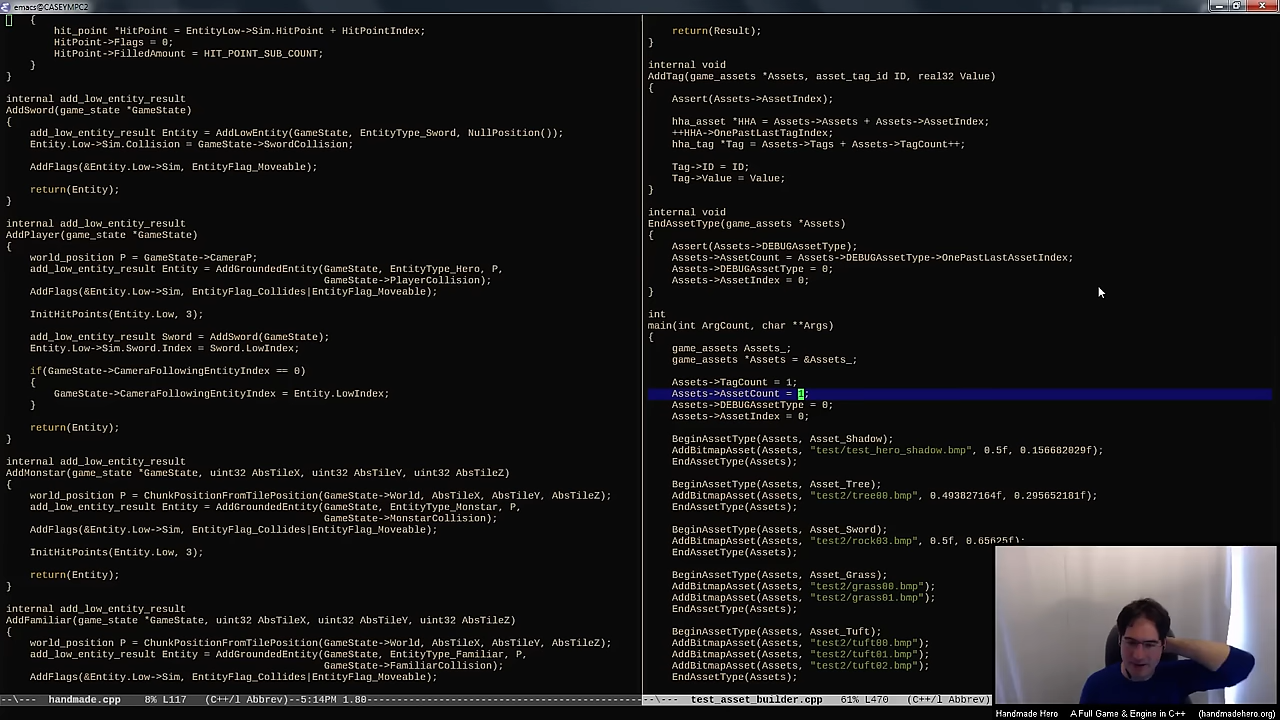 emacs@CASEYMPC2
{
hit_point *HitPoint = EntityLow->Sim.HitPoint + HitPointIndex;
HitPoint->Flags = 0;
HitPoint->FilledAmount = HIT_POINT_SUB_COUNT;
}
}
internal add_low_entity_result
AddSword(game_state *GameState)
{
add_low_entity_result Entity = AddLowEntity(GameState, EntityType_Sword, NullPosition());
Entity.Low->Sim.Collision = GameState->SwordCollision;
AddFlags(&Entity.Low->Sim, EntityFlag_Moveable);
return(Entity);
}
internal add_low_entity_result
AddPlayer(game_state *GameState)
{
world_position P = GameState->CameraP;
add_low_entity_result Entity = AddGroundedEntity(GameState, EntityType_Hero, P,
GameState->PlayerCollision);
AddFlags(&Entity.Low->Sim, EntityFlag_Collides|EntityFlag_Moveable);
InitHitPoints(Entity.Low, 3);
add_low_entity_result Sword = AddSword(GameState);
Entity.Low->Sim.Sword.Index = Sword.LowIndex;
if(GameState->CameraFollowingEntityIndex == 0)
{
GameState->CameraFollowingEntityIndex = Entity.LowIndex;
}
return(Entity);
}
internal add_low_entity_result
AddMonstar(game_state *GameState, uint32 AbsTileX, uint32 AbsTileY, uint32 AbsTileZ)
{
world_position P = ChunkPositionFromTilePosition(GameState->World, AbsTileX, AbsTileY, AbsTileZ);
add_low_entity_result Entity = AddGroundedEntity(GameState, EntityType_Monstar, P,
GameState->MonstarCollision);
AddFlags(&Entity.Low->Sim, EntityFlag_Collides|EntityFlag_Moveable);
InitHitPoints(Entity.Low, 3);
return(Entity);
}
internal add_low_entity_result
AddFamiliar(game_state *GameState, uint32 AbsTileX, uint32 AbsTileY, uint32 AbsTileZ)
{
world_position P = ChunkPositionFromTilePosition(GameState->World, AbsTileX, AbsTileY, AbsTileZ);
add_low_entity_result Entity = AddGroundedEntity(GameState, EntityType_Familiar, P,
GameState->FamiliarCollision);
AddFlags(&Entity.Low->Sim, EntityFlag_Collides|EntityFlag_Moveable);
--\--- handmade.cpp 8% L117 (C++/l Abbrev)--5:14PM 1.80
return(Result);
}
internal void
AddTag(game_assets *Assets, asset_tag_id ID, real32 Value)
{
Assert(Assets->AssetIndex);
hha_asset *HHA = Assets->Assets + Assets->AssetIndex;
++HHA->OnePastLastTagIndex;
hha_tag *Tag = Assets->Tags + Assets->TagCount++;
Tag->ID = ID;
Tag->Value = Value;
}
internal void
EndAssetType(game_assets *Assets)
{
Assert(Assets->DEBUGAssetType);
Assets->AssetCount = Assets->DEBUGAssetType->OnePastLastAssetIndex;
Assets->DEBUGAssetType = 0;
Assets->AssetIndex = 0;
}
int
main(int ArgCount, char **Args)
{
game_assets Assets_;
game_assets *Assets = &Assets_;
Assets->TagCount = 1;
Assets->AssetCount = 1;
Assets->DEBUGAssetType = 0;
Assets->AssetIndex = 0;
BeginAssetType(Assets, Asset_Shadow);
AddBitmapAsset(Assets, "test/test_hero_shadow.bmp", 0.5f, 0.156682029f);
EndAssetType(Assets);
BeginAssetType(Assets, Asset_Tree);
AddBitmapAsset(Assets, "test2/tree00.bmp", 0.493827164f, 0.295652181f);
EndAssetType(Assets);
BeginAssetType(Assets, Asset_Sword);
AddBitmapAsset(Assets, "test2/rock03.bmp", 0.5f, 0.65625f);
EndAssetType(Assets);
BeginAssetType(Assets, Asset_Grass);
AddBitmapAsset(Assets, "test2/grass00.bmp");
AddBitmapAsset(Assets, "test2/grass01.bmp");
EndAssetType(Assets);
BeginAssetType(Assets, Asset_Tuft);
AddBitmapAsset(Assets, "test2/tuft00.bmp");
AddBitmapAsset(Assets, "test2/tuft01.bmp");
AddBitmapAsset(Assets, "test2/tuft02.bmp");
EndAssetType(Assets);
--\--- test_asset_builder.cpp 61% L470 (C++/l Abbrev)
Handmade Hero A Full Game & Engine in C++ (handmadehero.org)